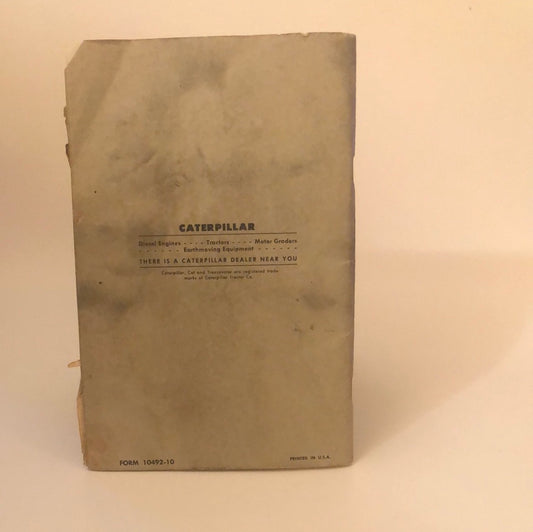 CATERPILLAR
Diesel Engines - - - - Tractors - - - - Motor Graders
- - - - - - Earthmoving Equipment - - - - - -
THERE IS A CATERPILLAR DEALER NEAR YOU
Caterpillar, Cat and Traxcavator are registered trade
marks of Caterpillar Tractor Co.
FORM 10492-10
PRINTED IN U.S.A.